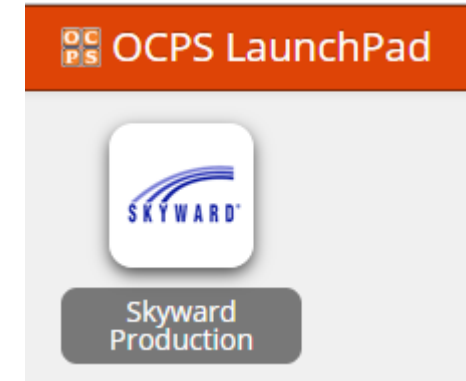 OC
PS
OCPS LaunchPad
SKYWARD®
Skyward
Production